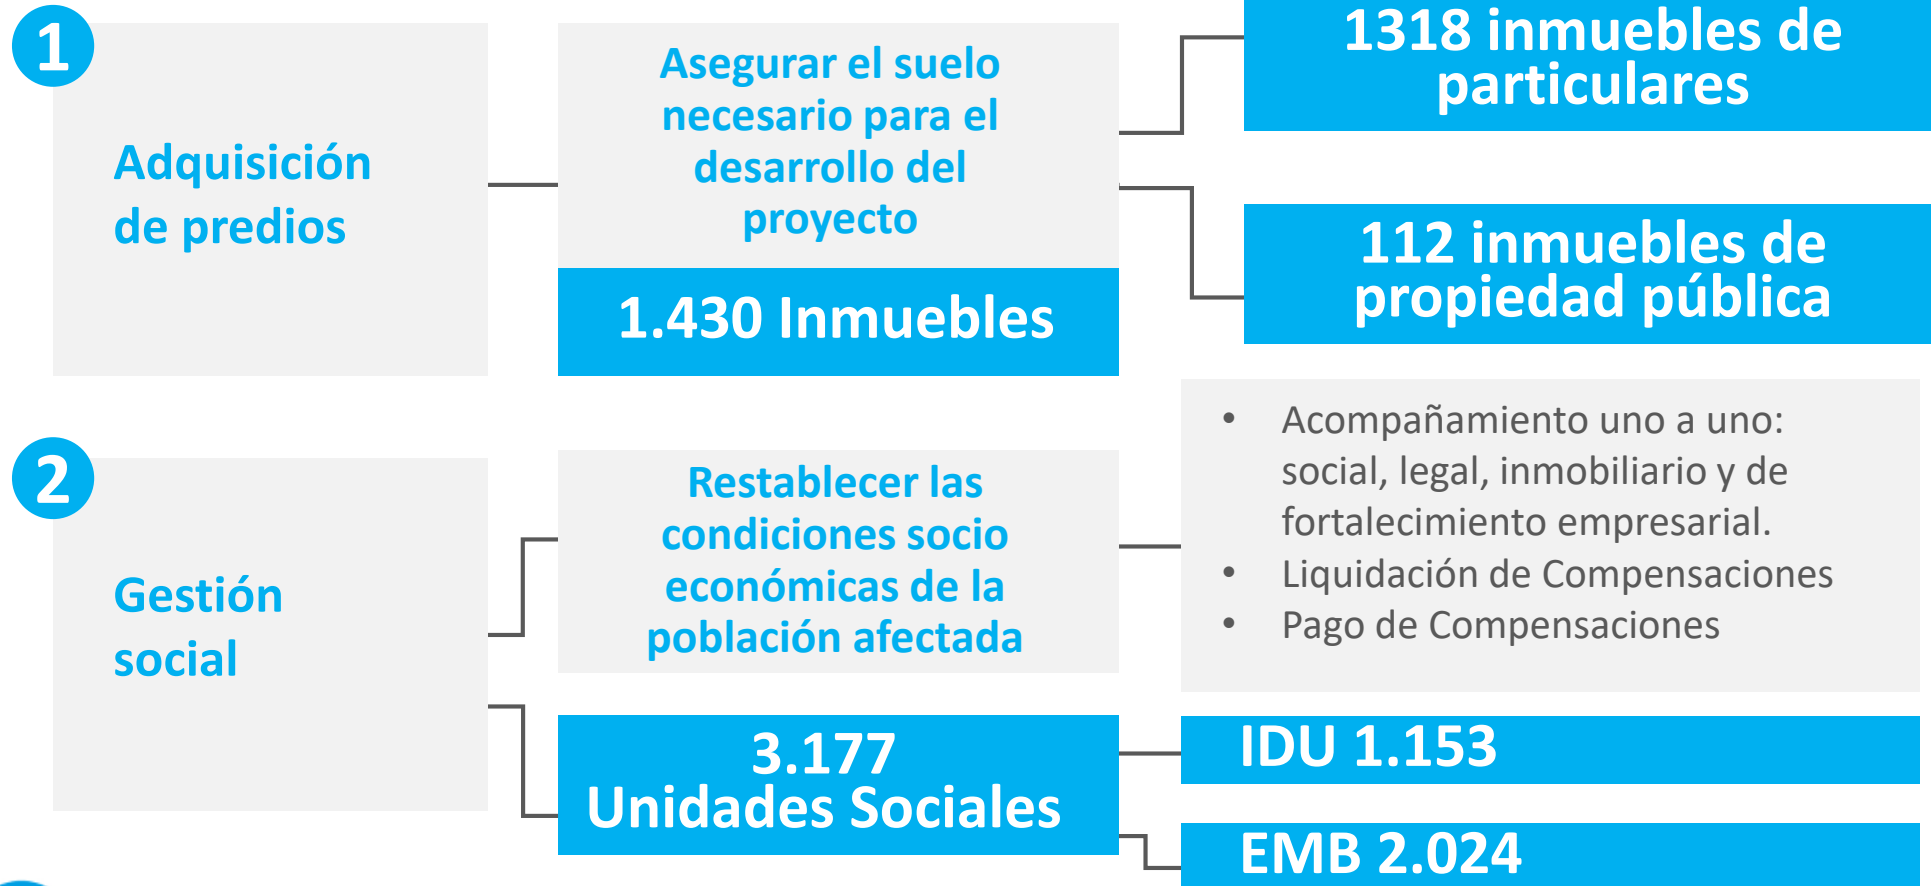 1
Adquisición
de predios
Asegurar el suelo
necesario para el
desarrollo del
proyecto
1.430 Inmuebles
1318 inmuebles de
particulares
112 inmuebles de
propiedad pública
2
Gestión
social
Restablecer las
condiciones socio
económicas de la
población afectada
• Acompañamiento uno a uno:
social, legal, inmobiliario y de
fortalecimiento empresarial.
• Liquidación de Compensaciones
• Pago de Compensaciones
3.177
Unidades Sociales
IDU 1.153
EMB 2.024